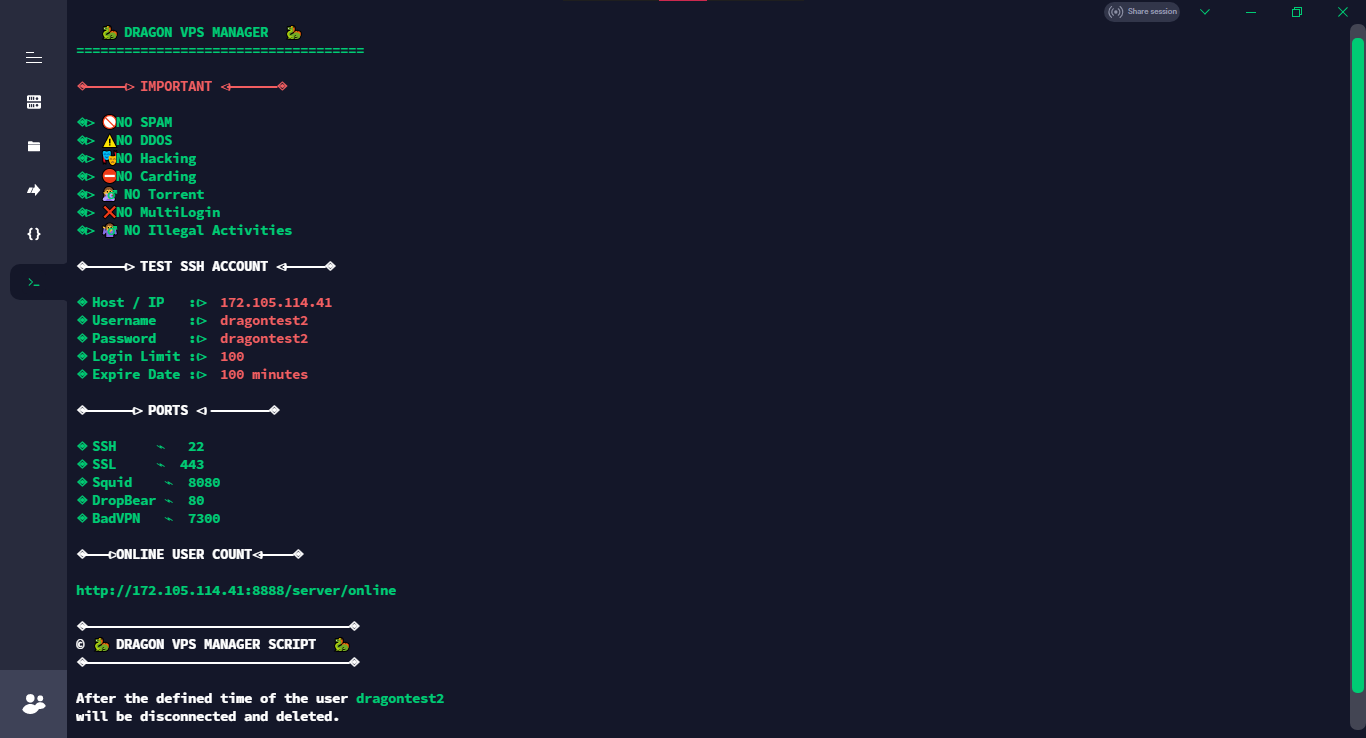 Share session
🐉 DRAGON VPS MANAGER 🐉
====================================
IMPORTANT
🚫NO SPAM
⚠️NO DDOS
🎭NO Hacking
⛔NO Carding
🤷 NO Torrent
❌NO MultiLogin
🤷 NO Illegal Activities
TEST SSH ACCOUNT
Host / IP :▷ 172.105.114.41
Username :▷ dragontest2
Password :▷ dragontest2
Login Limit :▷ 100
Expire Date :▷ 100 minutes
PORTS
SSH ⌁ 22
SSL ⌁ 443
Squid ⌁ 8080
DropBear ⌁ 80
BadVPN ⌁ 7300
ONLINE USER COUNT
http://172.105.114.41:8888/server/online
© 🐉 DRAGON VPS MANAGER SCRIPT 🐉
After the defined time of the user dragontest2
will be disconnected and deleted.